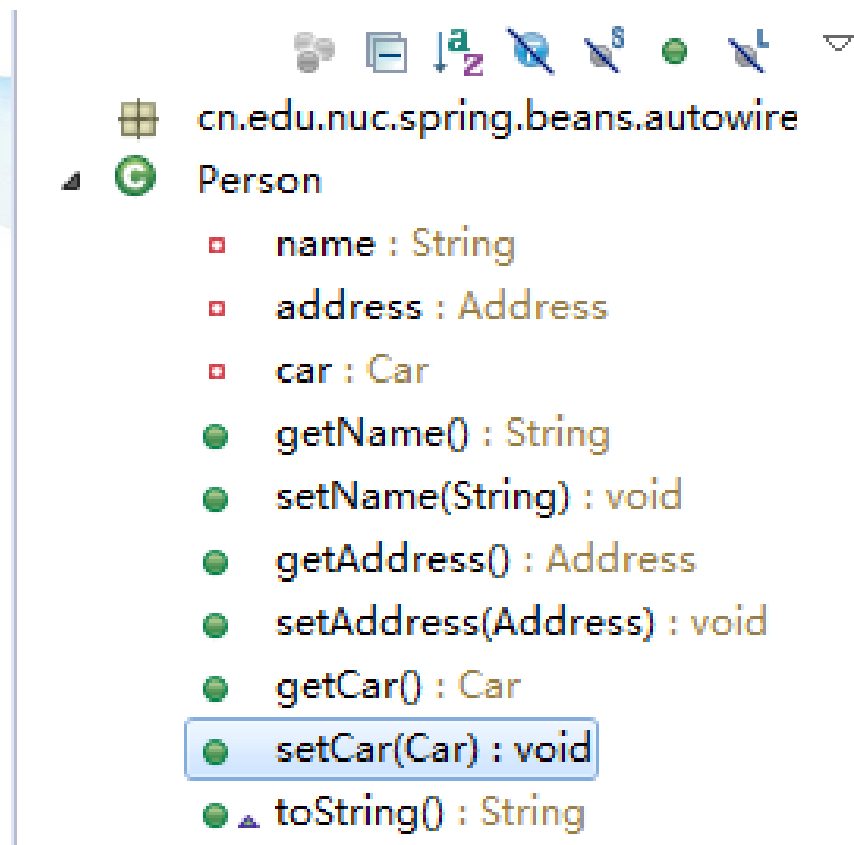 cn.edu.nuc.spring.beans.autowire
Person
name : String
address : Address
car : Car
getName() : String
setName(String) : void
getAddress() : Address
setAddress(Address) : void
getCar() : Car
setCar(Car) : void
toString() : String